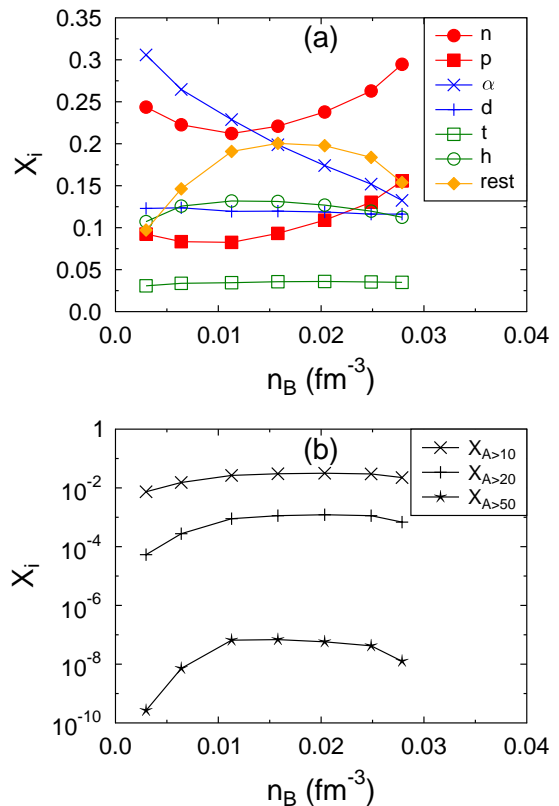 (a)
0.35
0.30
0.25
0.20
0.15
0.10
0.05
0.0
X_i
n
p
α
d
t
h
rest
0.0 0.01 0.02 0.03 0.04
n_B (fm^-3)
(b)
1
10^-2
10^-4
10^-6
10^-8
10^-10
X_i
X_A>10
X_A>20
X_A>50
0.0 0.01 0.02 0.03 0.04
n_B (fm^-3)